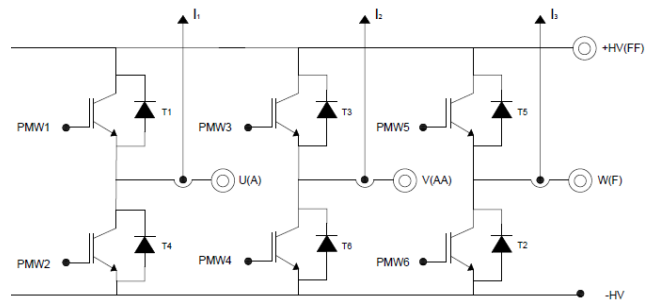 I1 I2 I3
+HV(FF)
PMW1 T1 PMW3 T3 PMW5 T5
U(A) V(AA) W(F)
PMW2 T4 PMW4 T6 PMW6 T2
-HV